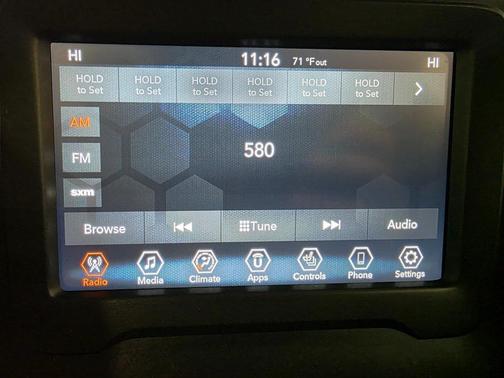 HI 11:16 71 °F out HI
HOLD to Set
HOLD to Set
HOLD to Set
HOLD to Set
HOLD to Set
HOLD to Set
AM
580
FM
sxm
Browse Tune Audio
Radio Media Climate Apps Controls Phone Settings